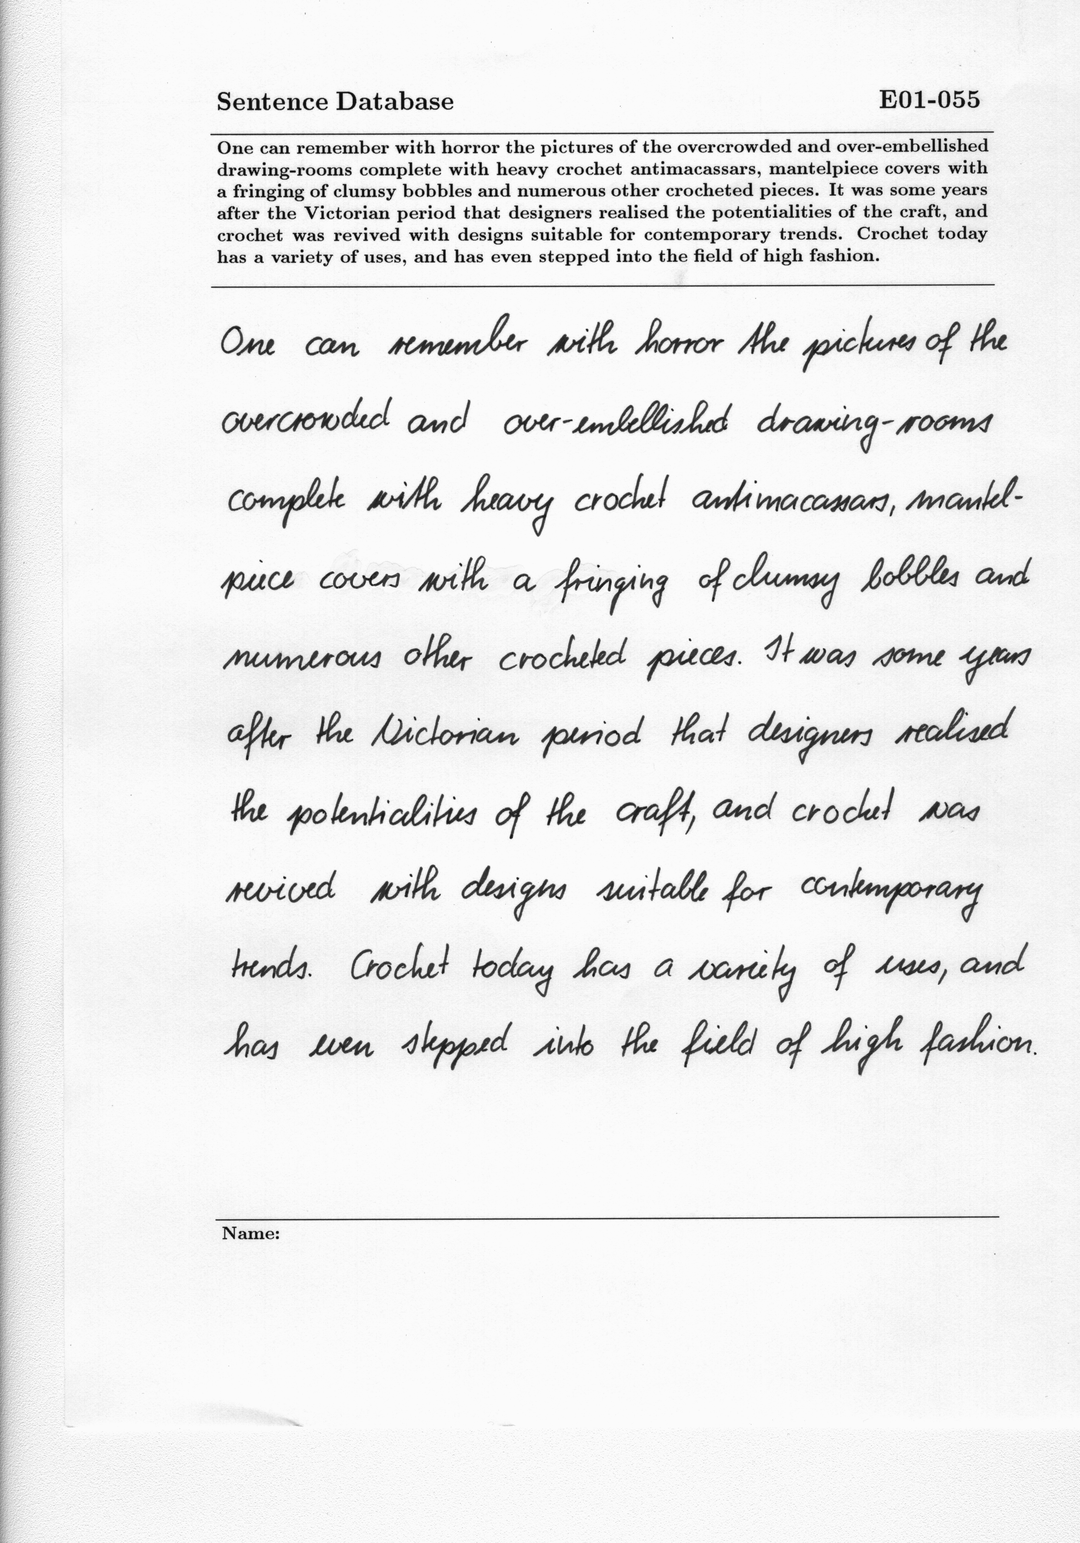 Sentence Database E01-055
One can remember with horror the pictures of the overcrowded and over-embellished
drawing-rooms complete with heavy crochet antimacassars, mantelpiece covers with
a fringing of clumsy bobbles and numerous other crocheted pieces. It was some years
after the Victorian period that designers realised the potentialities of the craft, and
crochet was revived with designs suitable for contemporary trends. Crochet today
has a variety of uses, and has even stepped into the field of high fashion.
One can remember with horror the pictures of the
overcrowded and over-embellished drawing-rooms
complete with heavy crochet antimacassars, mantel-
piece covers with a fringing of clumsy bobbles and
numerous other crocheted pieces. It was some years
after the Victorian period that designers realised
the potentialities of the craft, and crochet was
revived with designs suitable for contemporary
trends. Crochet today has a variety of uses, and
has even stepped into the field of high fashion.
Name: